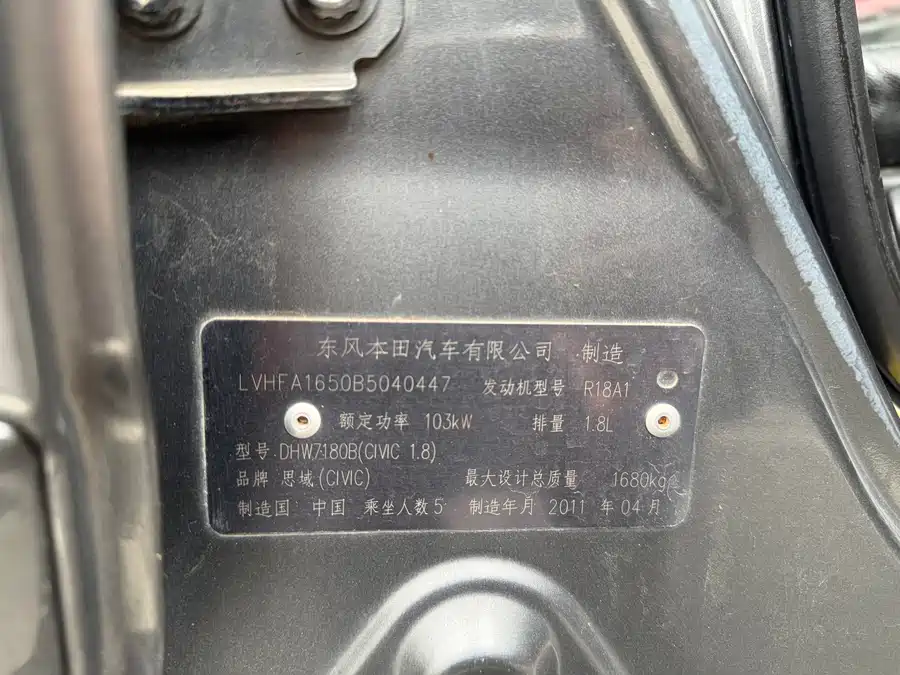 东风本田汽车有限公司 制造
LVHFA1650B5040447 发动机型号 R18A1
额定功率 103kW 排量 1.8L
型号 DHW7180B(CIVIC 1.8)
品牌 思域(CIVIC) 最大设计总质量 1680kg
制造国 中国 乘坐人数 5 制造年月 2011 年 04 月